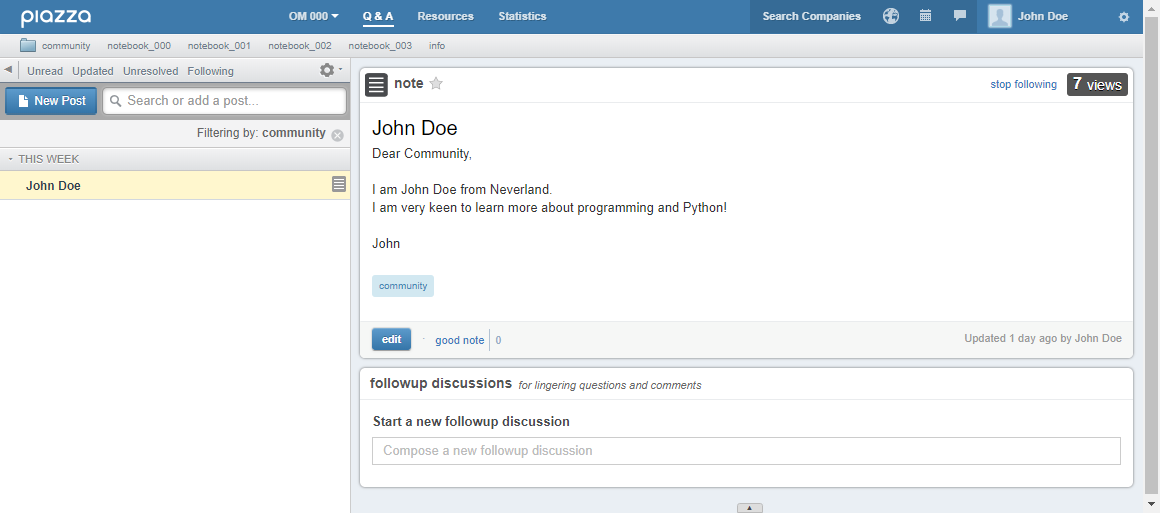 piazza OM 000 Q & A Resources Statistics Search Companies John Doe
community notebook_000 notebook_001 notebook_002 notebook_003 info
Unread Updated Unresolved Following
New Post Search or add a post...
Filtering by: community
THIS WEEK
John Doe
note stop following 7 views
John Doe
Dear Community,
I am John Doe from Neverland.
I am very keen to learn more about programming and Python!
John
community
edit · good note 0 Updated 1 day ago by John Doe
followup discussions for lingering questions and comments
Start a new followup discussion
Compose a new followup discussion